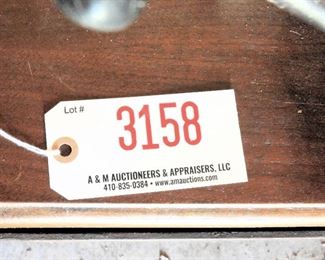 Lot #
3158
A & M AUCTIONEERS & APPRAISERS, LLC
410-835-0384 • www.amauctions.com